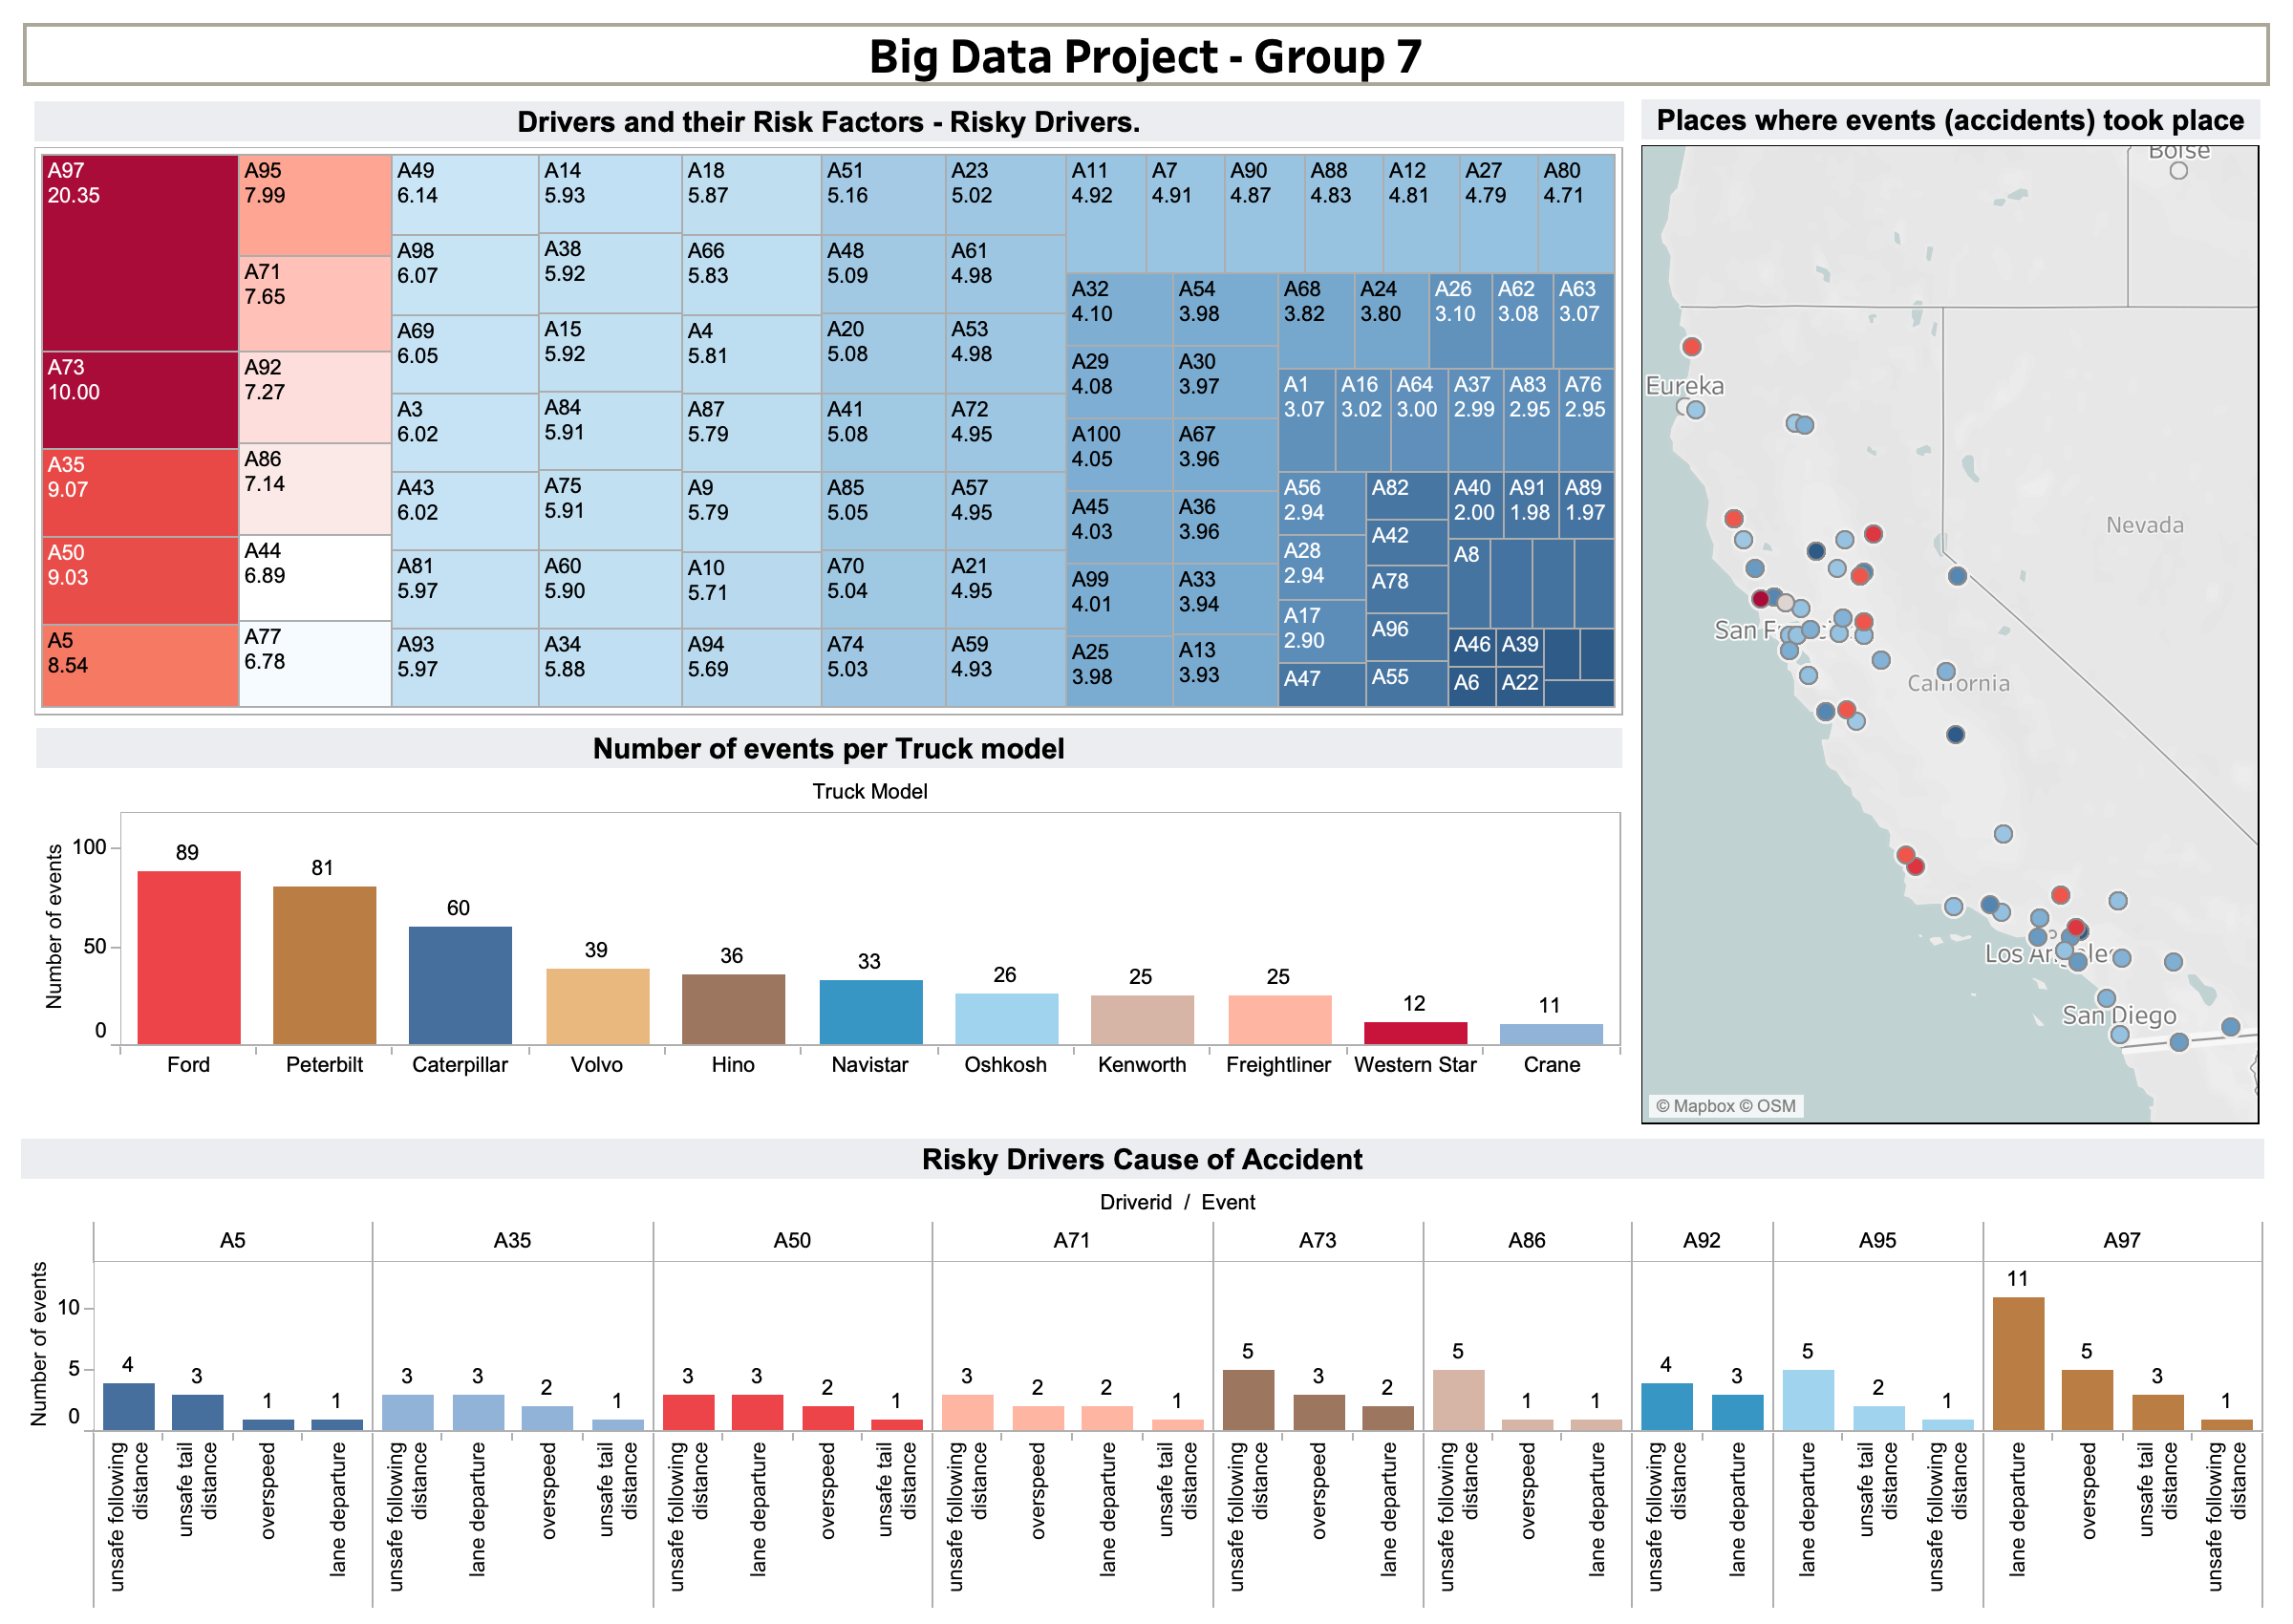 Big Data Project - Group 7
Drivers and their Risk Factors - Risky Drivers.
A97
20.35
A73
10.00
A35
9.07
A50
9.03
A5
8.54
A95
7.99
A71
7.65
A92
7.27
A86
7.14
A44
6.89
A77
6.78
A49
6.14
A98
6.07
A69
6.05
A3
6.02
A43
6.02
A81
5.97
A93
5.97
A14
5.93
A38
5.92
A15
5.92
A84
5.91
A75
5.91
A60
5.90
A34
5.88
A18
5.87
A66
5.83
A4
5.81
A87
5.79
A9
5.79
A10
5.71
A94
5.69
A51
5.16
A48
5.09
A20
5.08
A41
5.08
A85
5.05
A70
5.04
A74
5.03
A23
5.02
A61
4.98
A53
4.98
A72
4.95
A57
4.95
A21
4.95
A59
4.93
A11
4.92
A7
4.91
A90
4.87
A88
4.83
A12
4.81
A27
4.79
A80
4.71
A32
4.10
A29
4.08
A100
4.05
A45
4.03
A99
4.01
A25
3.98
A54
3.98
A30
3.97
A67
3.96
A36
3.96
A33
3.94
A13
3.93
A68
3.82
A24
3.80
A26
3.10
A62
3.08
A63
3.07
A1
3.07
A16
3.02
A64
3.00
A37
2.99
A83
2.95
A76
2.95
A56
2.94
A28
2.94
A17
2.90
A47
A82
A42
A78
A96
A55
A40
2.00
A91
1.98
A89
1.97
A8
A46
A39
A6
A22
Places where events (accidents) took place
Boise
Eureka
Nevada
San Francisco
California
Los Angeles
San Diego
© Mapbox © OSM
Number of events per Truck model
Truck Model
Number of events
100
50
0
89
81
60
39
36
33
26
25
25
12
11
Ford
Peterbilt
Caterpillar
Volvo
Hino
Navistar
Oshkosh
Kenworth
Freightliner
Western Star
Crane
Risky Drivers Cause of Accident
Driverid / Event
Number of events
10
5
0
A5
4
3
1
1
unsafe following
distance
unsafe tail
distance
overspeed
lane departure
A35
3
3
2
1
unsafe following
distance
lane departure
overspeed
unsafe tail
distance
A50
3
3
2
1
unsafe following
distance
lane departure
overspeed
unsafe tail
distance
A71
3
2
2
1
unsafe following
distance
overspeed
lane departure
unsafe tail
distance
A73
5
3
2
unsafe following
distance
overspeed
lane departure
A86
5
1
1
unsafe following
distance
overspeed
lane departure
A92
4
3
unsafe following
distance
lane departure
A95
5
2
1
lane departure
unsafe tail
distance
unsafe following
distance
A97
11
5
3
1
lane departure
overspeed
unsafe tail
distance
unsafe following
distance